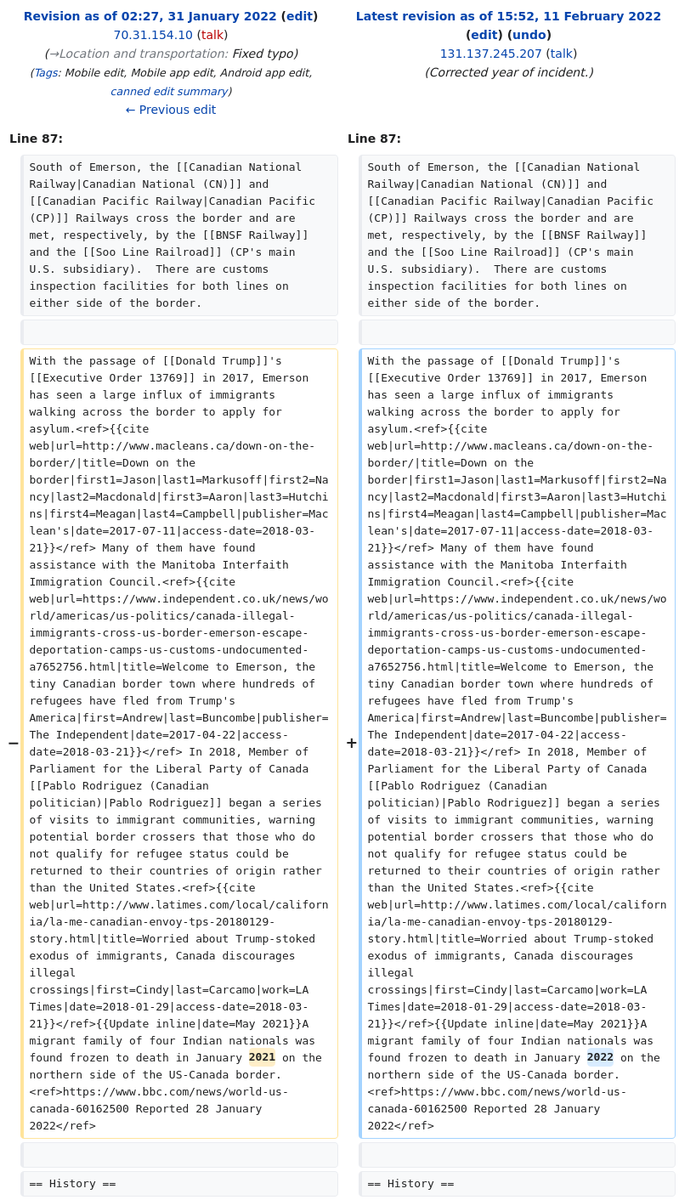 Revision as of 02:27, 31 January 2022 (edit)
70.31.154.10 (talk)
(→Location and transportation: Fixed typo)
(Tags: Mobile edit, Mobile app edit, Android app edit,
canned edit summary)
← Previous edit
Latest revision as of 15:52, 11 February 2022
(edit) (undo)
131.137.245.207 (talk)
(Corrected year of incident.)
Line 87:
South of Emerson, the [[Canadian National
Railway|Canadian National (CN)]] and
[[Canadian Pacific Railway|Canadian Pacific
(CP)]] Railways cross the border and are
met, respectively, by the [[BNSF Railway]]
and the [[Soo Line Railroad]] (CP's main
U.S. subsidiary).  There are customs
inspection facilities for both lines on
either side of the border.
−
With the passage of [[Donald Trump]]'s
[[Executive Order 13769]] in 2017, Emerson
has seen a large influx of immigrants
walking across the border to apply for
asylum.<ref>{{cite
web|url=http://www.macleans.ca/down-on-the-
border/|title=Down on the
border|first1=Jason|last1=Markusoff|first2=Na
ncy|last2=Macdonald|first3=Aaron|last3=Hutchi
ns|first4=Meagan|last4=Campbell|publisher=Mac
lean's|date=2017-07-11|access-date=2018-03-
21}}</ref> Many of them have found
assistance with the Manitoba Interfaith
Immigration Council.<ref>{{cite
web|url=https://www.independent.co.uk/news/wo
rld/americas/us-politics/canada-illegal-
immigrants-cross-us-border-emerson-escape-
deportation-camps-us-customs-undocumented-
a7652756.html|title=Welcome to Emerson, the
tiny Canadian border town where hundreds of
refugees have fled from Trump's
America|first=Andrew|last=Buncombe|publisher=
The Independent|date=2017-04-22|access-
date=2018-03-21}}</ref> In 2018, Member of
Parliament for the Liberal Party of Canada
[[Pablo Rodriguez (Canadian
politician)|Pablo Rodriguez]] began a series
of visits to immigrant communities, warning
potential border crossers that those who do
not qualify for refugee status could be
returned to their countries of origin rather
than the United States.<ref>{{cite
web|url=http://www.latimes.com/local/californ
ia/la-me-canadian-envoy-tps-20180129-
story.html|title=Worried about Trump-stoked
exodus of immigrants, Canada discourages
illegal
crossings|first=Cindy|last=Carcamo|work=LA
Times|date=2018-01-29|access-date=2018-03-
21}}</ref>{{Update inline|date=May 2021}}A
migrant family of four Indian nationals was
found frozen to death in January 2021 on the
northern side of the US-Canada border.
<ref>https://www.bbc.com/news/world-us-
canada-60162500 Reported 28 January
2022</ref>
== History ==
Line 87:
South of Emerson, the [[Canadian National
Railway|Canadian National (CN)]] and
[[Canadian Pacific Railway|Canadian Pacific
(CP)]] Railways cross the border and are
met, respectively, by the [[BNSF Railway]]
and the [[Soo Line Railroad]] (CP's main
U.S. subsidiary).  There are customs
inspection facilities for both lines on
either side of the border.
+
With the passage of [[Donald Trump]]'s
[[Executive Order 13769]] in 2017, Emerson
has seen a large influx of immigrants
walking across the border to apply for
asylum.<ref>{{cite
web|url=http://www.macleans.ca/down-on-the-
border/|title=Down on the
border|first1=Jason|last1=Markusoff|first2=Na
ncy|last2=Macdonald|first3=Aaron|last3=Hutchi
ns|first4=Meagan|last4=Campbell|publisher=Mac
lean's|date=2017-07-11|access-date=2018-03-
21}}</ref> Many of them have found
assistance with the Manitoba Interfaith
Immigration Council.<ref>{{cite
web|url=https://www.independent.co.uk/news/wo
rld/americas/us-politics/canada-illegal-
immigrants-cross-us-border-emerson-escape-
deportation-camps-us-customs-undocumented-
a7652756.html|title=Welcome to Emerson, the
tiny Canadian border town where hundreds of
refugees have fled from Trump's
America|first=Andrew|last=Buncombe|publisher=
The Independent|date=2017-04-22|access-
date=2018-03-21}}</ref> In 2018, Member of
Parliament for the Liberal Party of Canada
[[Pablo Rodriguez (Canadian
politician)|Pablo Rodriguez]] began a series
of visits to immigrant communities, warning
potential border crossers that those who do
not qualify for refugee status could be
returned to their countries of origin rather
than the United States.<ref>{{cite
web|url=http://www.latimes.com/local/californ
ia/la-me-canadian-envoy-tps-20180129-
story.html|title=Worried about Trump-stoked
exodus of immigrants, Canada discourages
illegal
crossings|first=Cindy|last=Carcamo|work=LA
Times|date=2018-01-29|access-date=2018-03-
21}}</ref>{{Update inline|date=May 2021}}A
migrant family of four Indian nationals was
found frozen to death in January 2022 on the
northern side of the US-Canada border.
<ref>https://www.bbc.com/news/world-us-
canada-60162500 Reported 28 January
2022</ref>
== History ==